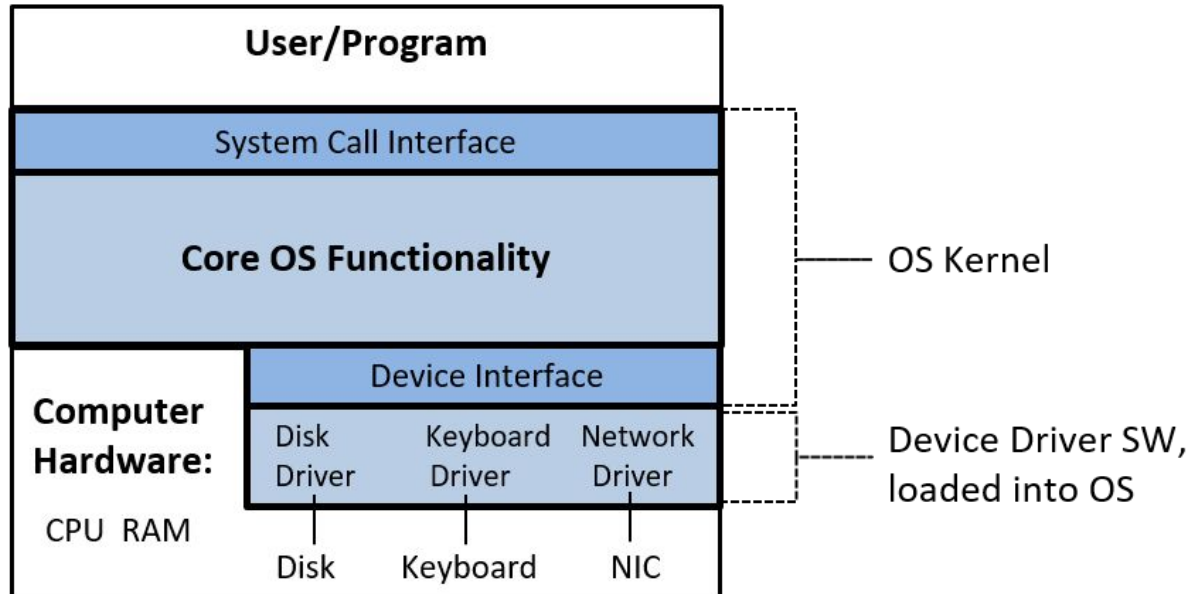 User/Program
System Call Interface
Core OS Functionality
OS Kernel
Device Interface
Computer
Hardware:
CPU RAM
Disk
Driver
Keyboard
Driver
Network
Driver
Disk
Keyboard
NIC
Device Driver SW,
loaded into OS